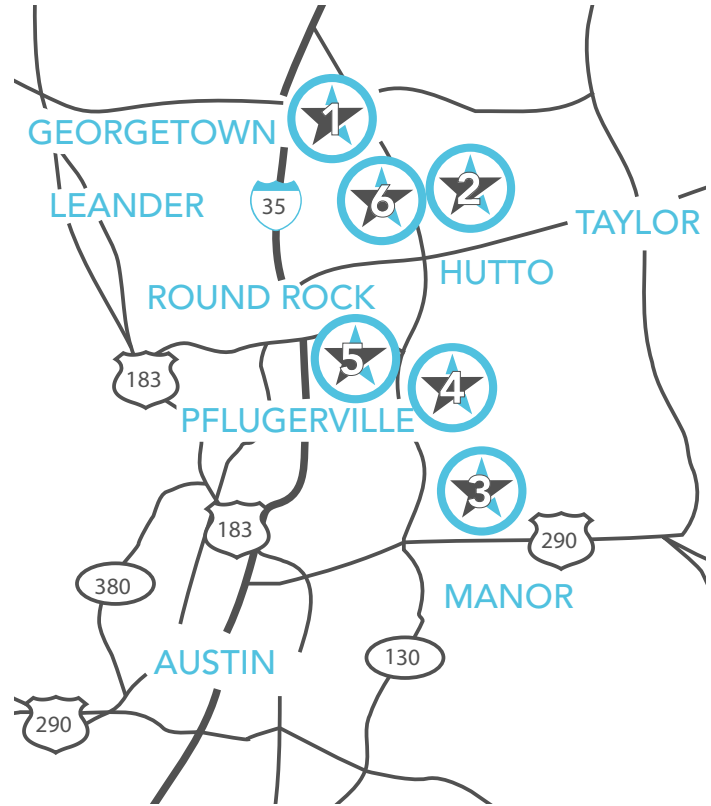 1
GEORGETOWN
6
2
LEANDER
35
TAYLOR
HUTTO
ROUND ROCK
5
183
4
PFLUGERVILLE
3
183
290
380
MANOR
130
AUSTIN
290